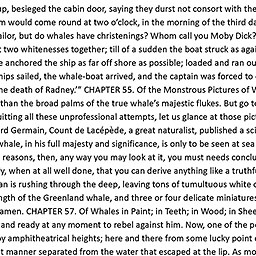 up, besieged the cabin door, saying they durst not consort with the
m would come round at two o’clock, in the morning of the third da
ailor, but do whales have christenings? Whom call you Moby Dick?
t two whitenesses together; till of a sudden the boat struck as agai
e anchored the ship as far off shore as possible; loaded and ran ou
hips sailed, the whale-boat arrived, and the captain was forced to
he death of Radney.’” CHAPTER 55. Of the Monstrous Pictures of V
than the broad palms of the true whale’s majestic flukes. But go t
uitting all these unprofessional attempts, let us glance at those pic
rd Germain, Count de Lacépède, a great naturalist, published a sci
whale, in his full majesty and significance, is only to be seen at sea
reasons, then, any way you may look at it, you must needs conclu
y, when at all well done, that you can derive anything like a truthf
an is rushing through the deep, leaving tons of tumultuous white
ngth of the Greenland whale, and three or four delicate miniatures
amen. CHAPTER 57. Of Whales in Paint; in Teeth; in Wood; in Shee
and ready at any moment to rebel against him. Now, one of the p
by amphitheatrical heights; here and there from some lucky point
t manner separated from the water that escaped at the lip. As mo